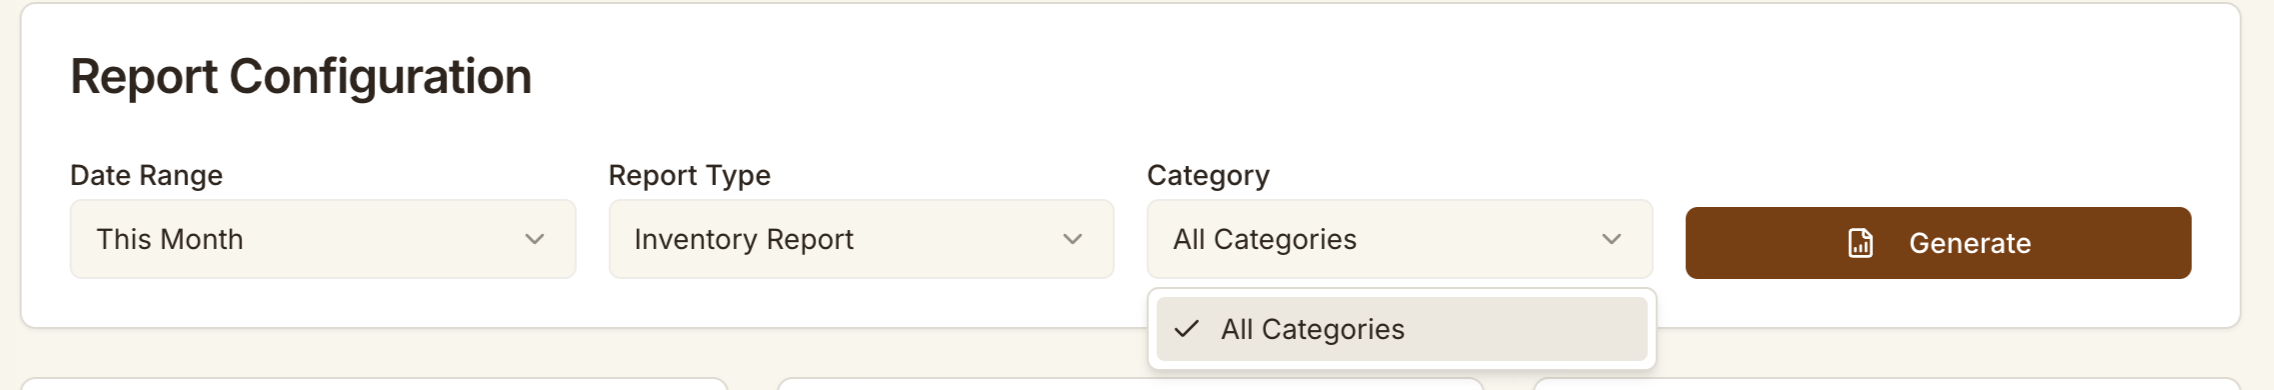 Report Configuration
Date Range
Report Type
Category
This Month
Inventory Report
All Categories
Generate
All Categories